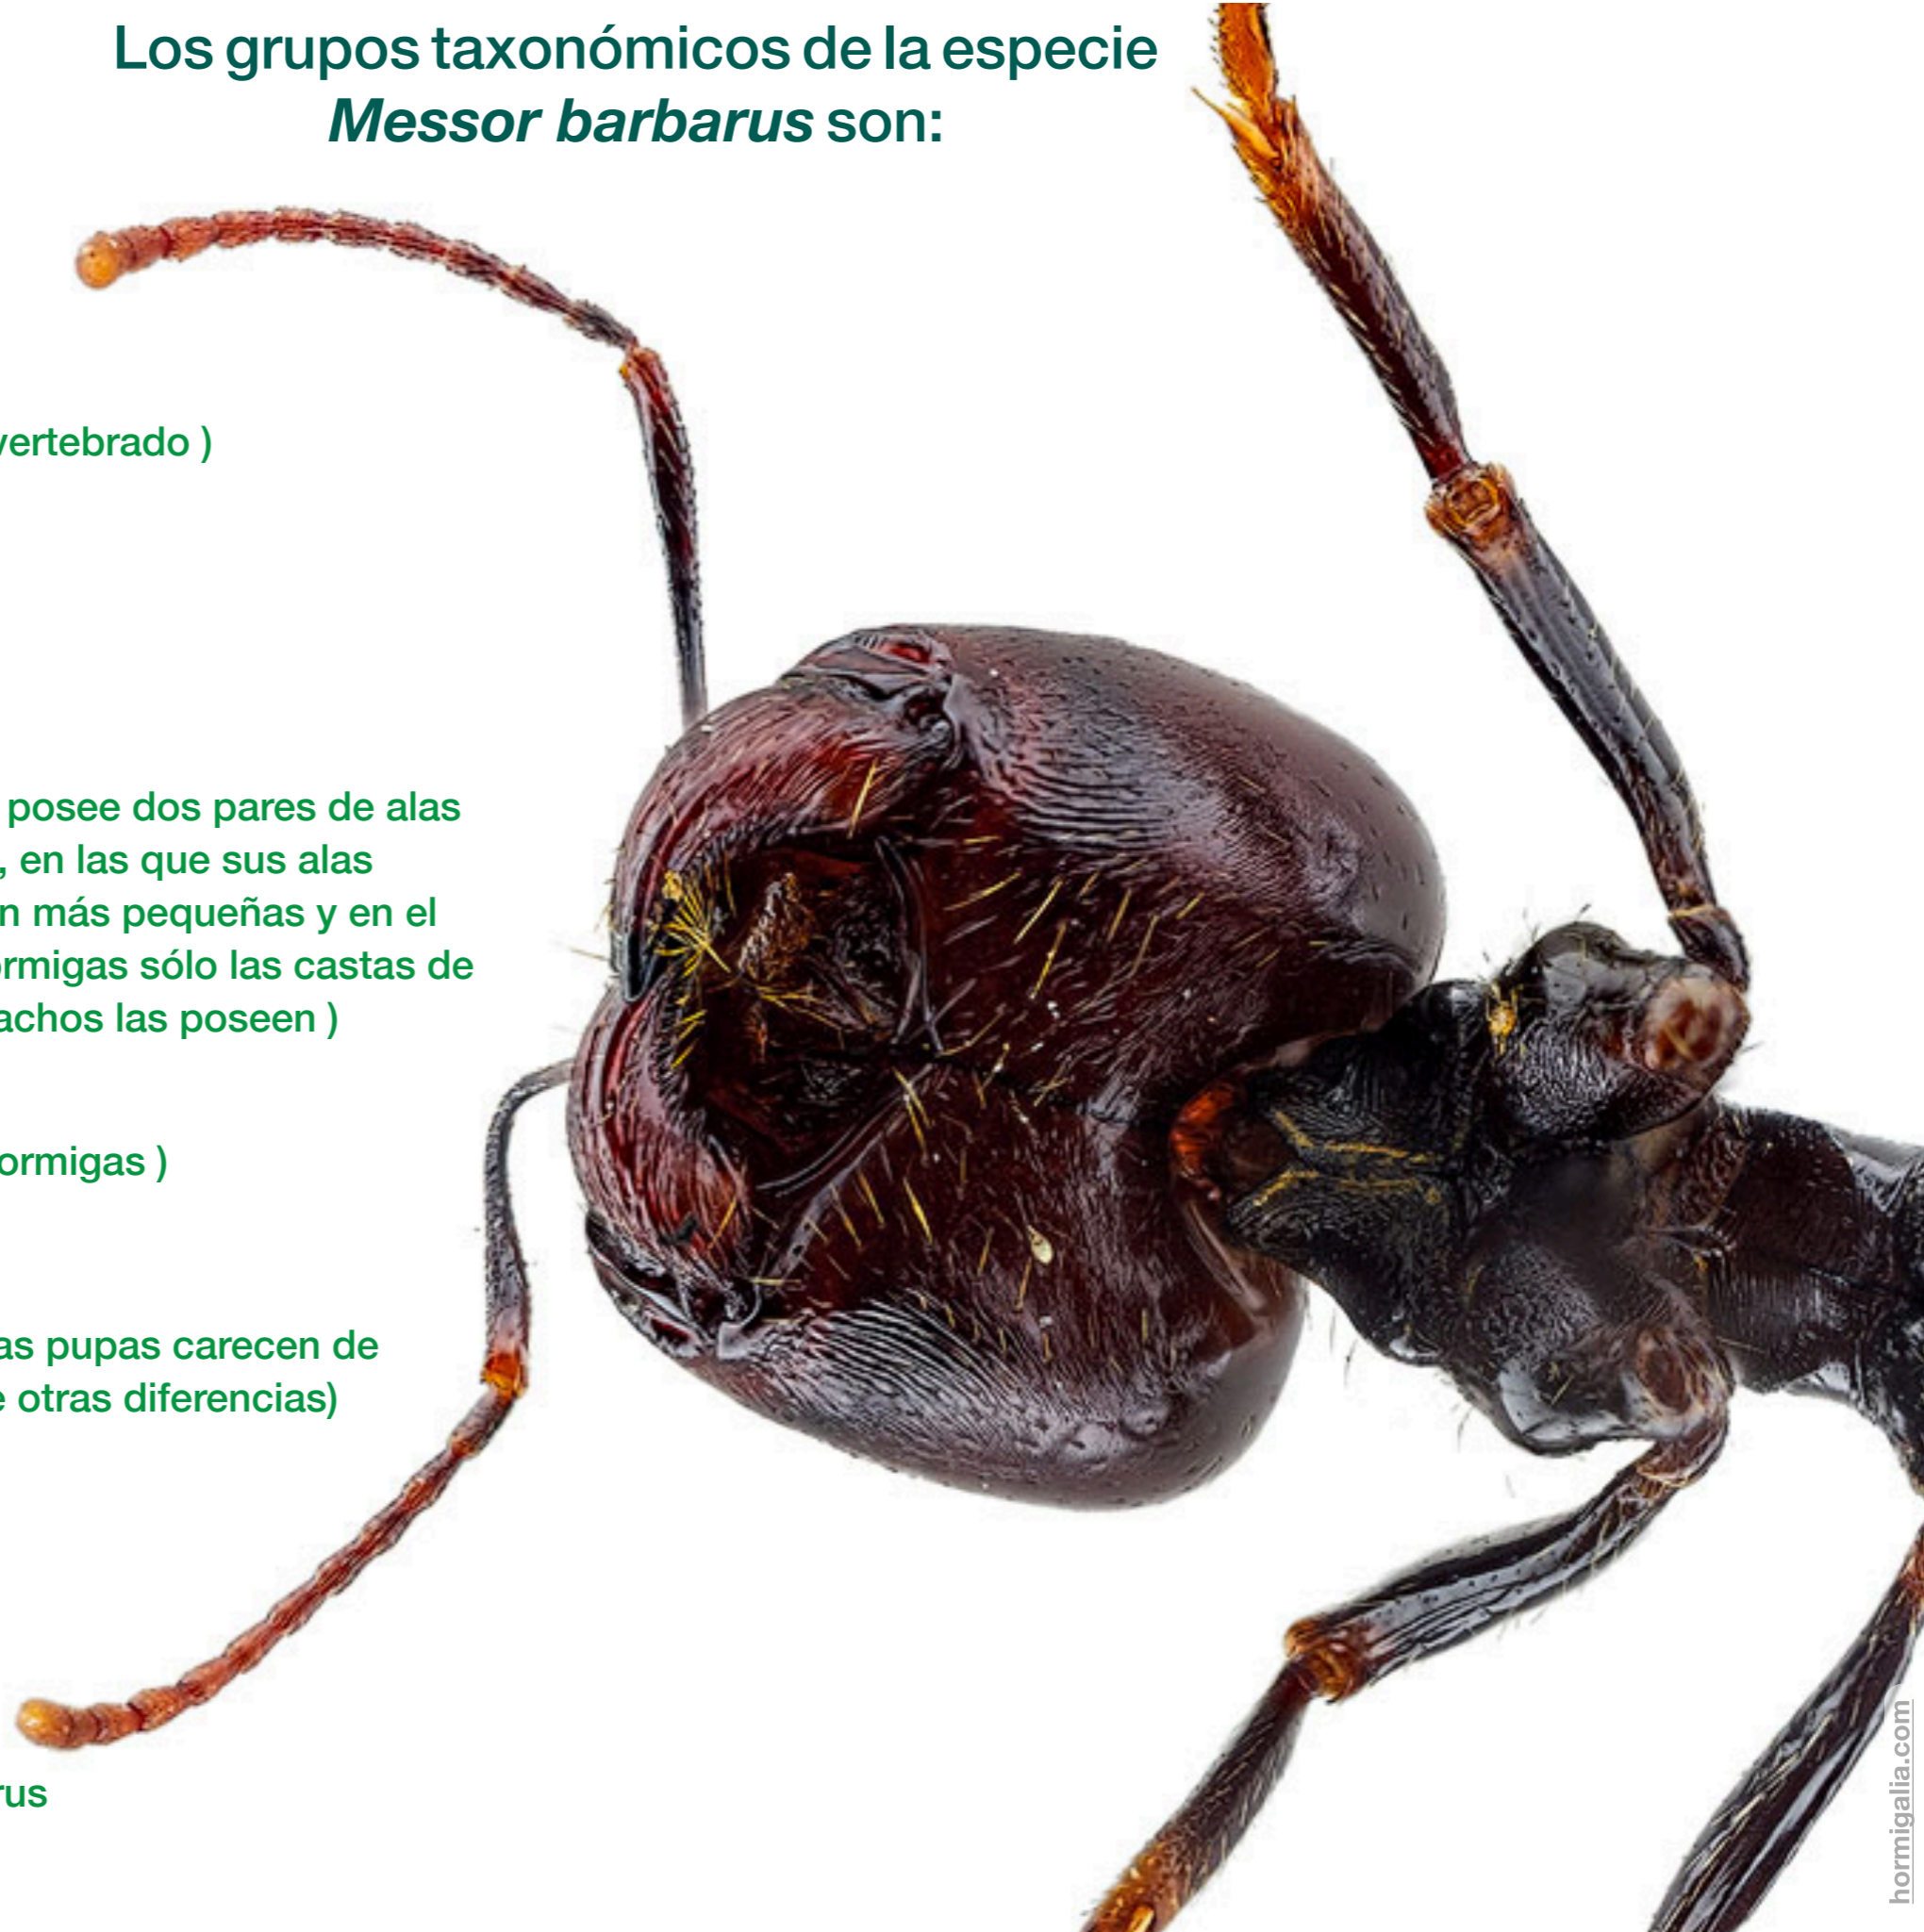 Los grupos taxonómicos de la especie
Messor barbarus son:
vertebrado )
posee dos pares de alas
, en las que sus alas
n más pequeñas y en el
ormigas sólo las castas de
achos las poseen )
ormigas )
as pupas carecen de
e otras diferencias)
rus
hormigalia.com